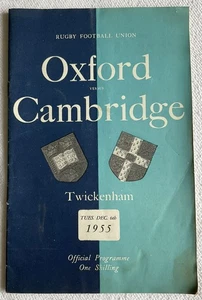 RUGBY FOOTBALL UNION
Oxford
VERSUS
Cambridge
Twickenham
TUES. DEC. 6th
1955
Official Programme
One Shilling